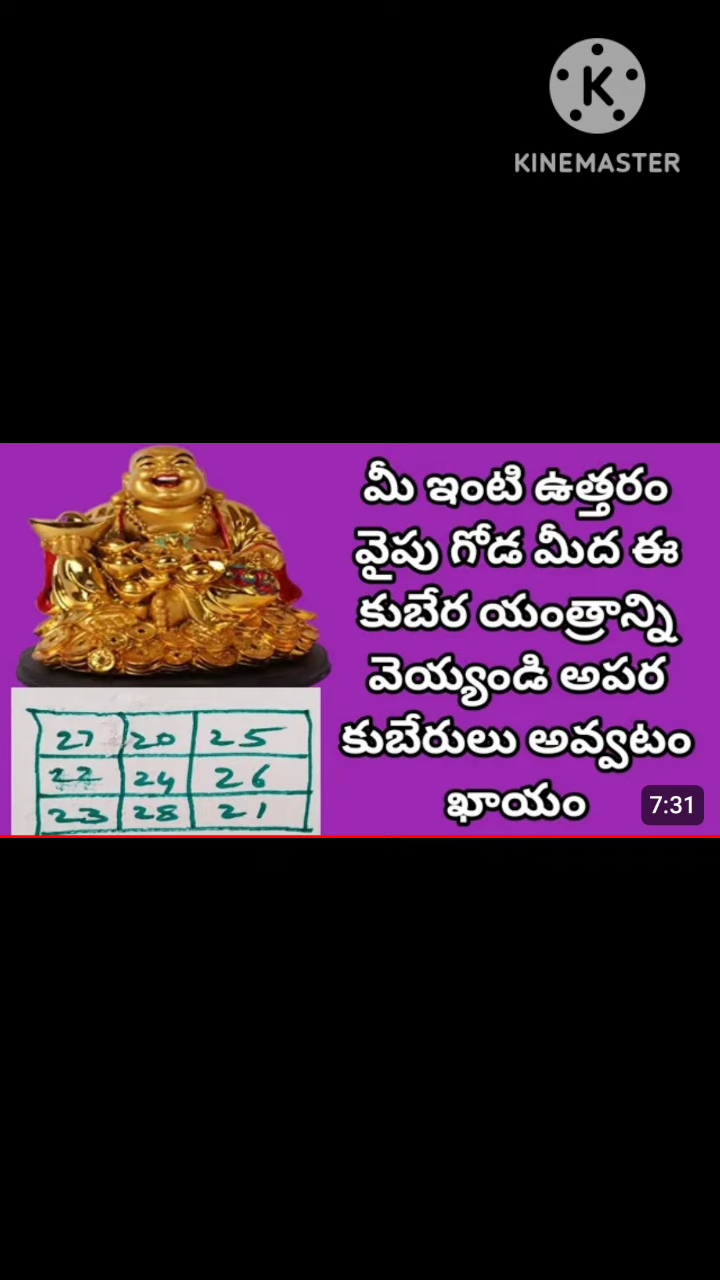 KINEMASTER
మీ ఇంటి ఉత్తరం
వైపు గోడ మీద ఈ
కుబేర యంత్రాన్ని
వెయ్యండి అపర
కుబేరులు అవ్వటం
ఖాయం
7:31
27 20 25
22 24 26
23 28 21